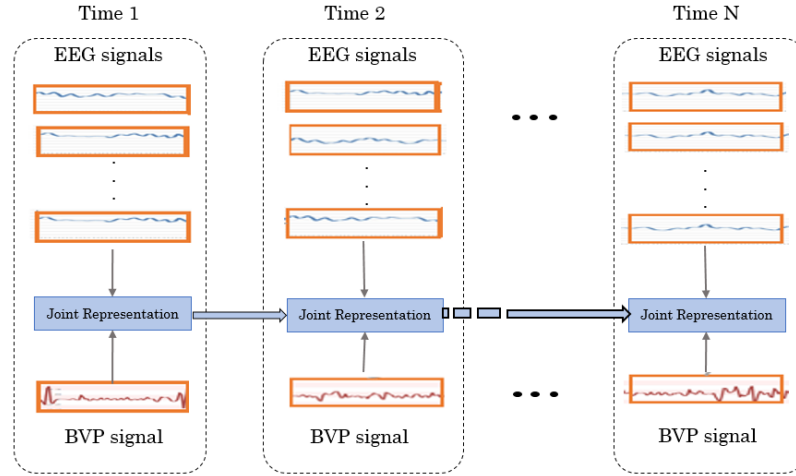 Time 1
Time 2
Time N
EEG signals
EEG signals
EEG signals
Joint Representation
Joint Representation
Joint Representation
BVP signal
BVP signal
BVP signal